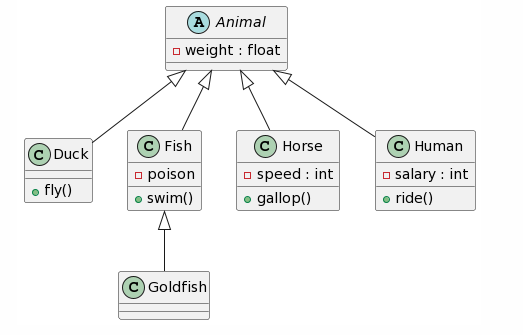 A Animal
weight : float
C Duck
fly()
C Fish
poison
swim()
C Horse
speed : int
gallop()
C Human
salary : int
ride()
C Goldfish